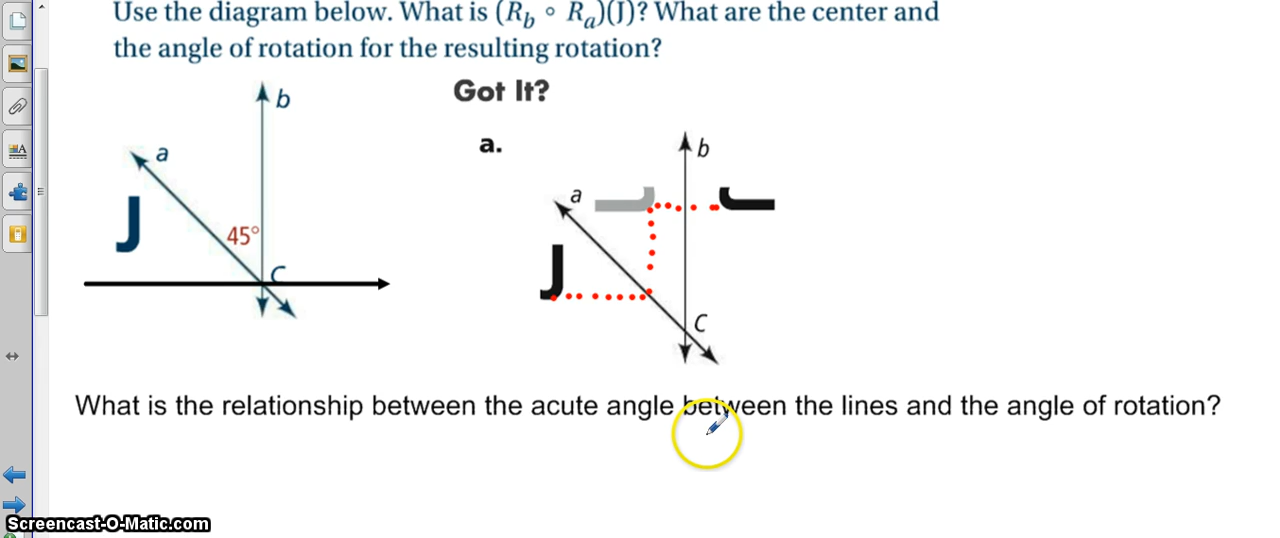 Use the diagram below. What is (R_b ∘ R_a)(J)? What are the center and
the angle of rotation for the resulting rotation?
Got It?
b
a
J
45°
C
a.
b
a
J
C
What is the relationship between the acute angle between the lines and the angle of rotation?
Screencast-O-Matic.com